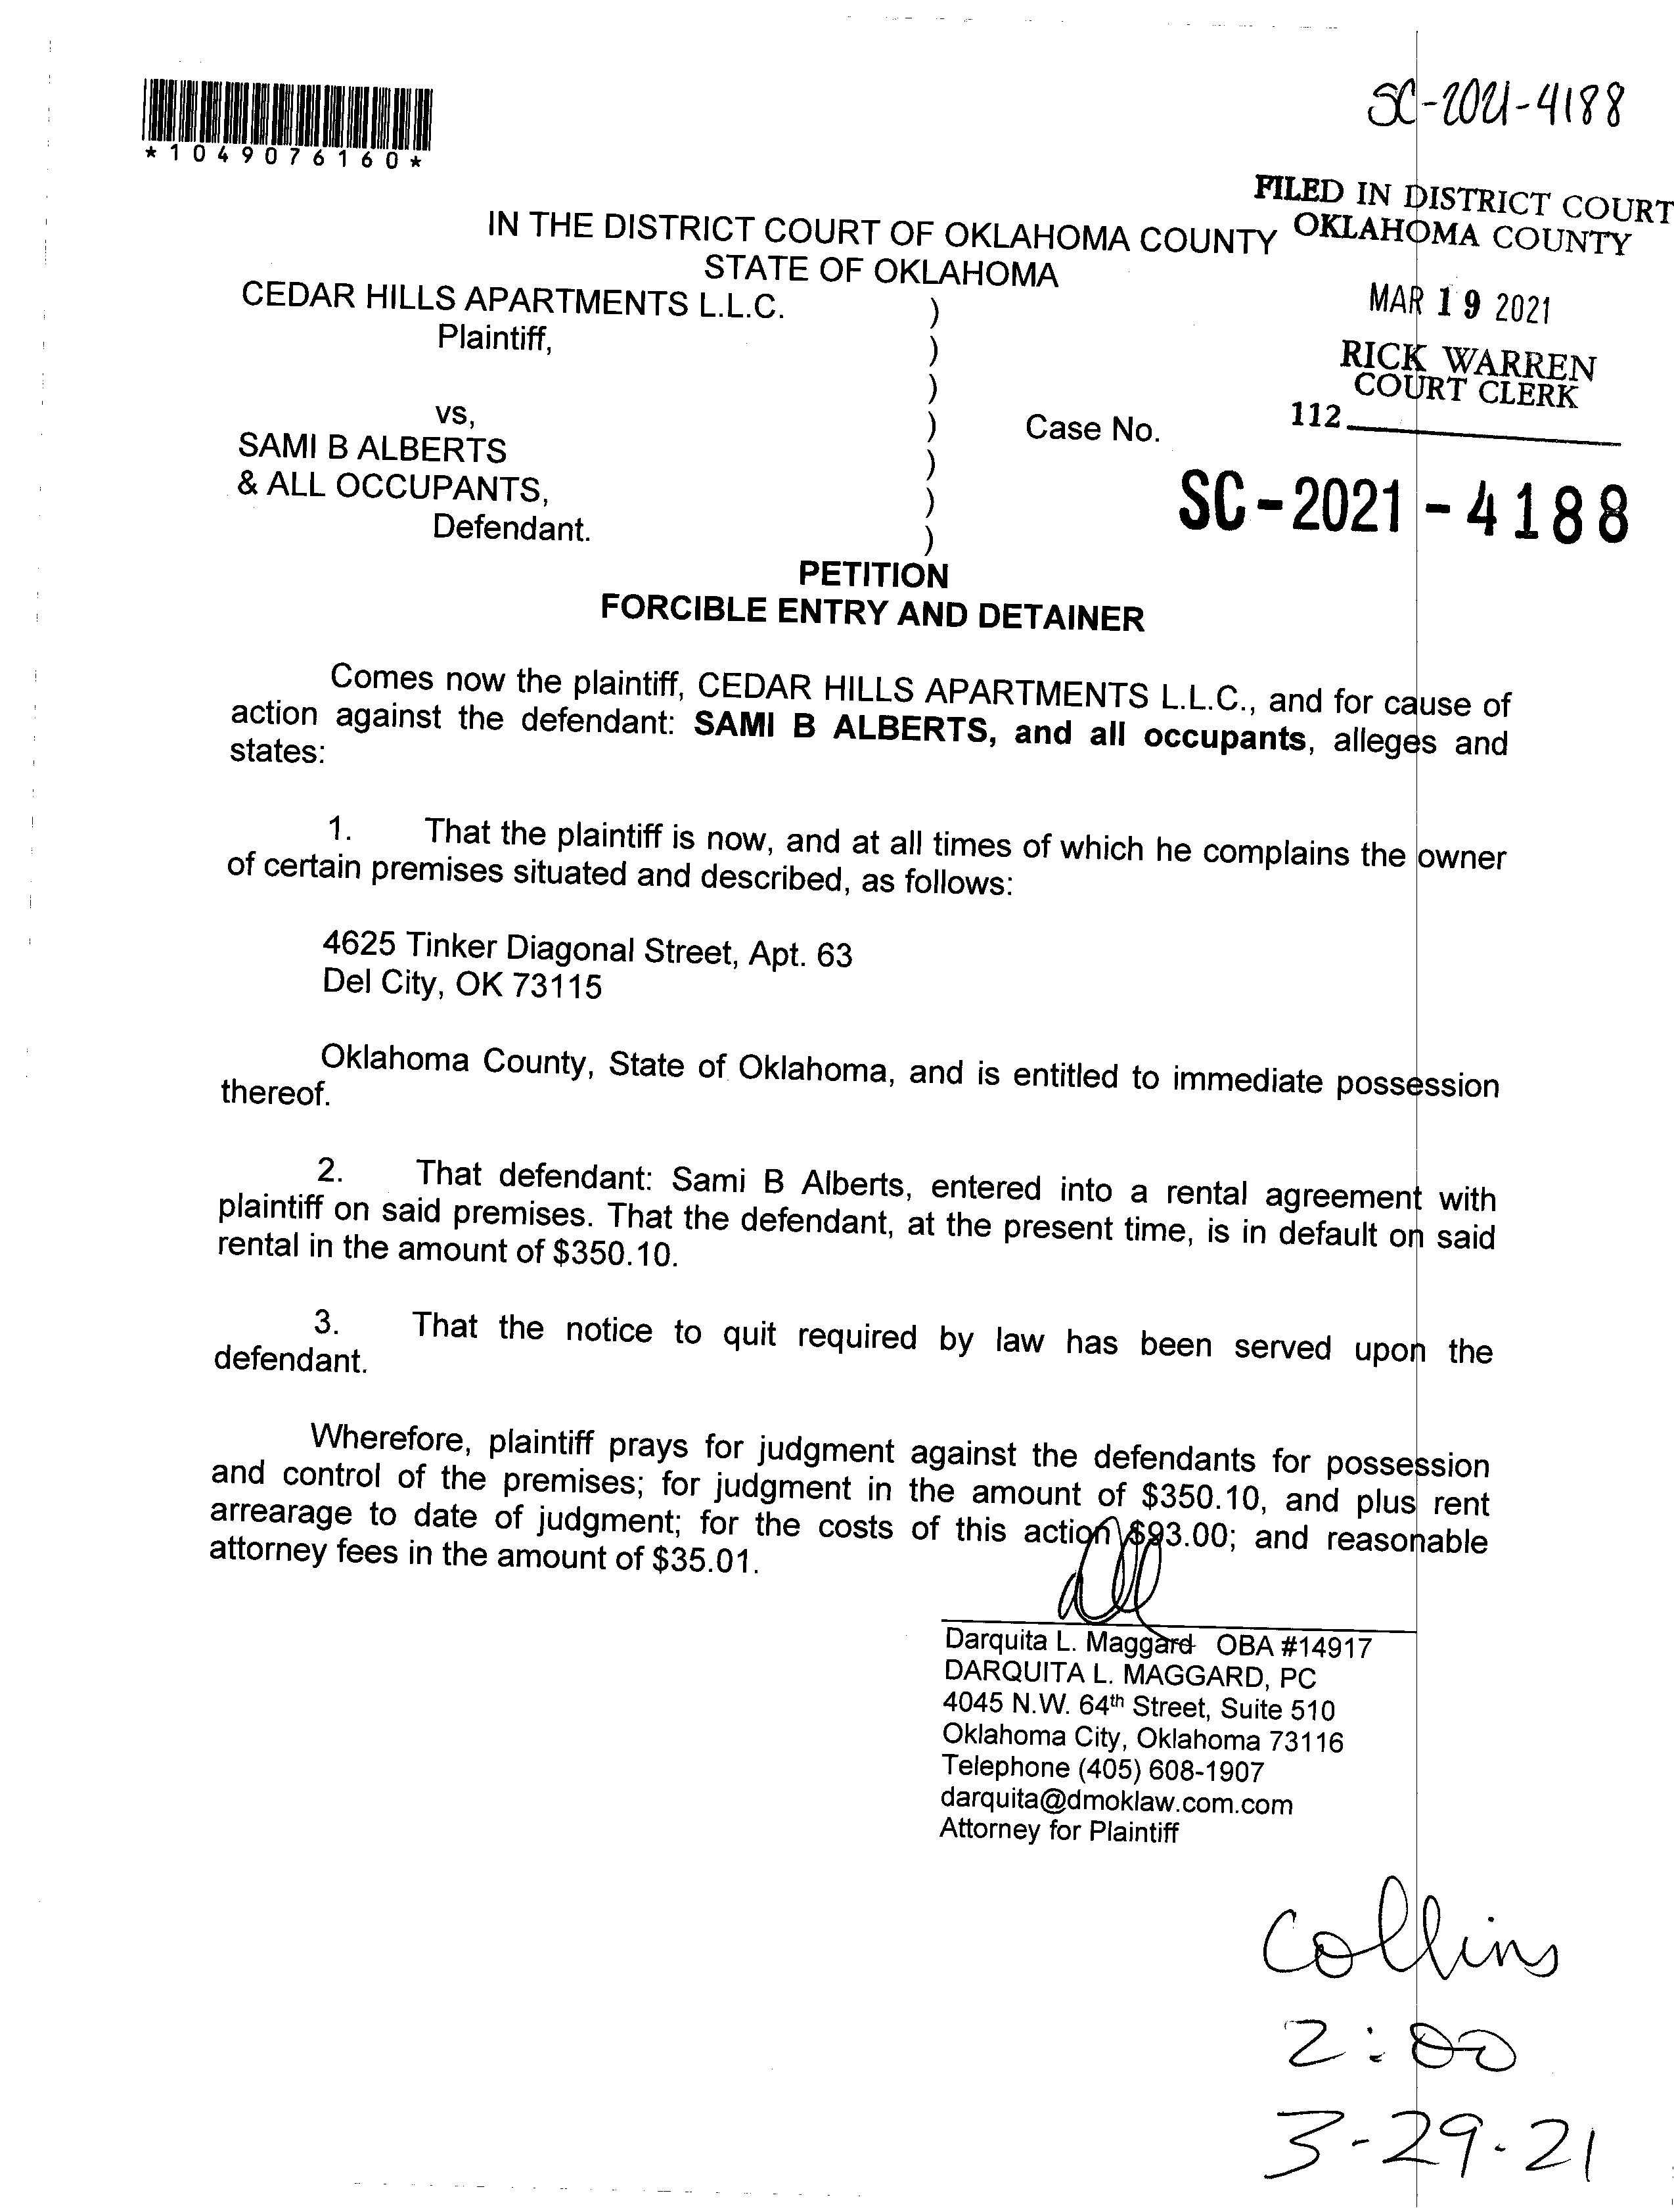 SC-2021-4188
*1049076160*
FILED IN DISTRICT COURT
OKLAHOMA COUNTY
IN THE DISTRICT COURT OF OKLAHOMA COUNTY
STATE OF OKLAHOMA
MAR 19 2021
RICK WARREN
COURT CLERK
112
CEDAR HILLS APARTMENTS L.L.C. )
Plaintiff, )
)
vs, ) Case No.
SAMI B ALBERTS )
& ALL OCCUPANTS, )
Defendant. )
SC-2021-4188
PETITION
FORCIBLE ENTRY AND DETAINER
Comes now the plaintiff, CEDAR HILLS APARTMENTS L.L.C., and for cause of
action against the defendant: SAMI B ALBERTS, and all occupants, alleges and
states:
1. That the plaintiff is now, and at all times of which he complains the owner
of certain premises situated and described, as follows:
4625 Tinker Diagonal Street, Apt. 63
Del City, OK 73115
Oklahoma County, State of Oklahoma, and is entitled to immediate possession
thereof.
2. That defendant: Sami B Alberts, entered into a rental agreement with
plaintiff on said premises. That the defendant, at the present time, is in default on said
rental in the amount of $350.10.
3. That the notice to quit required by law has been served upon the
defendant.
Wherefore, plaintiff prays for judgment against the defendants for possession
and control of the premises; for judgment in the amount of $350.10, and plus rent
arrearage to date of judgment; for the costs of this action $93.00; and reasonable
attorney fees in the amount of $35.01.
Darquita L. Maggard OBA #14917
DARQUITA L. MAGGARD, PC
4045 N.W. 64th Street, Suite 510
Oklahoma City, Oklahoma 73116
Telephone (405) 608-1907
darquita@dmoklaw.com.com
Attorney for Plaintiff
Collins
2:00
3-29-21